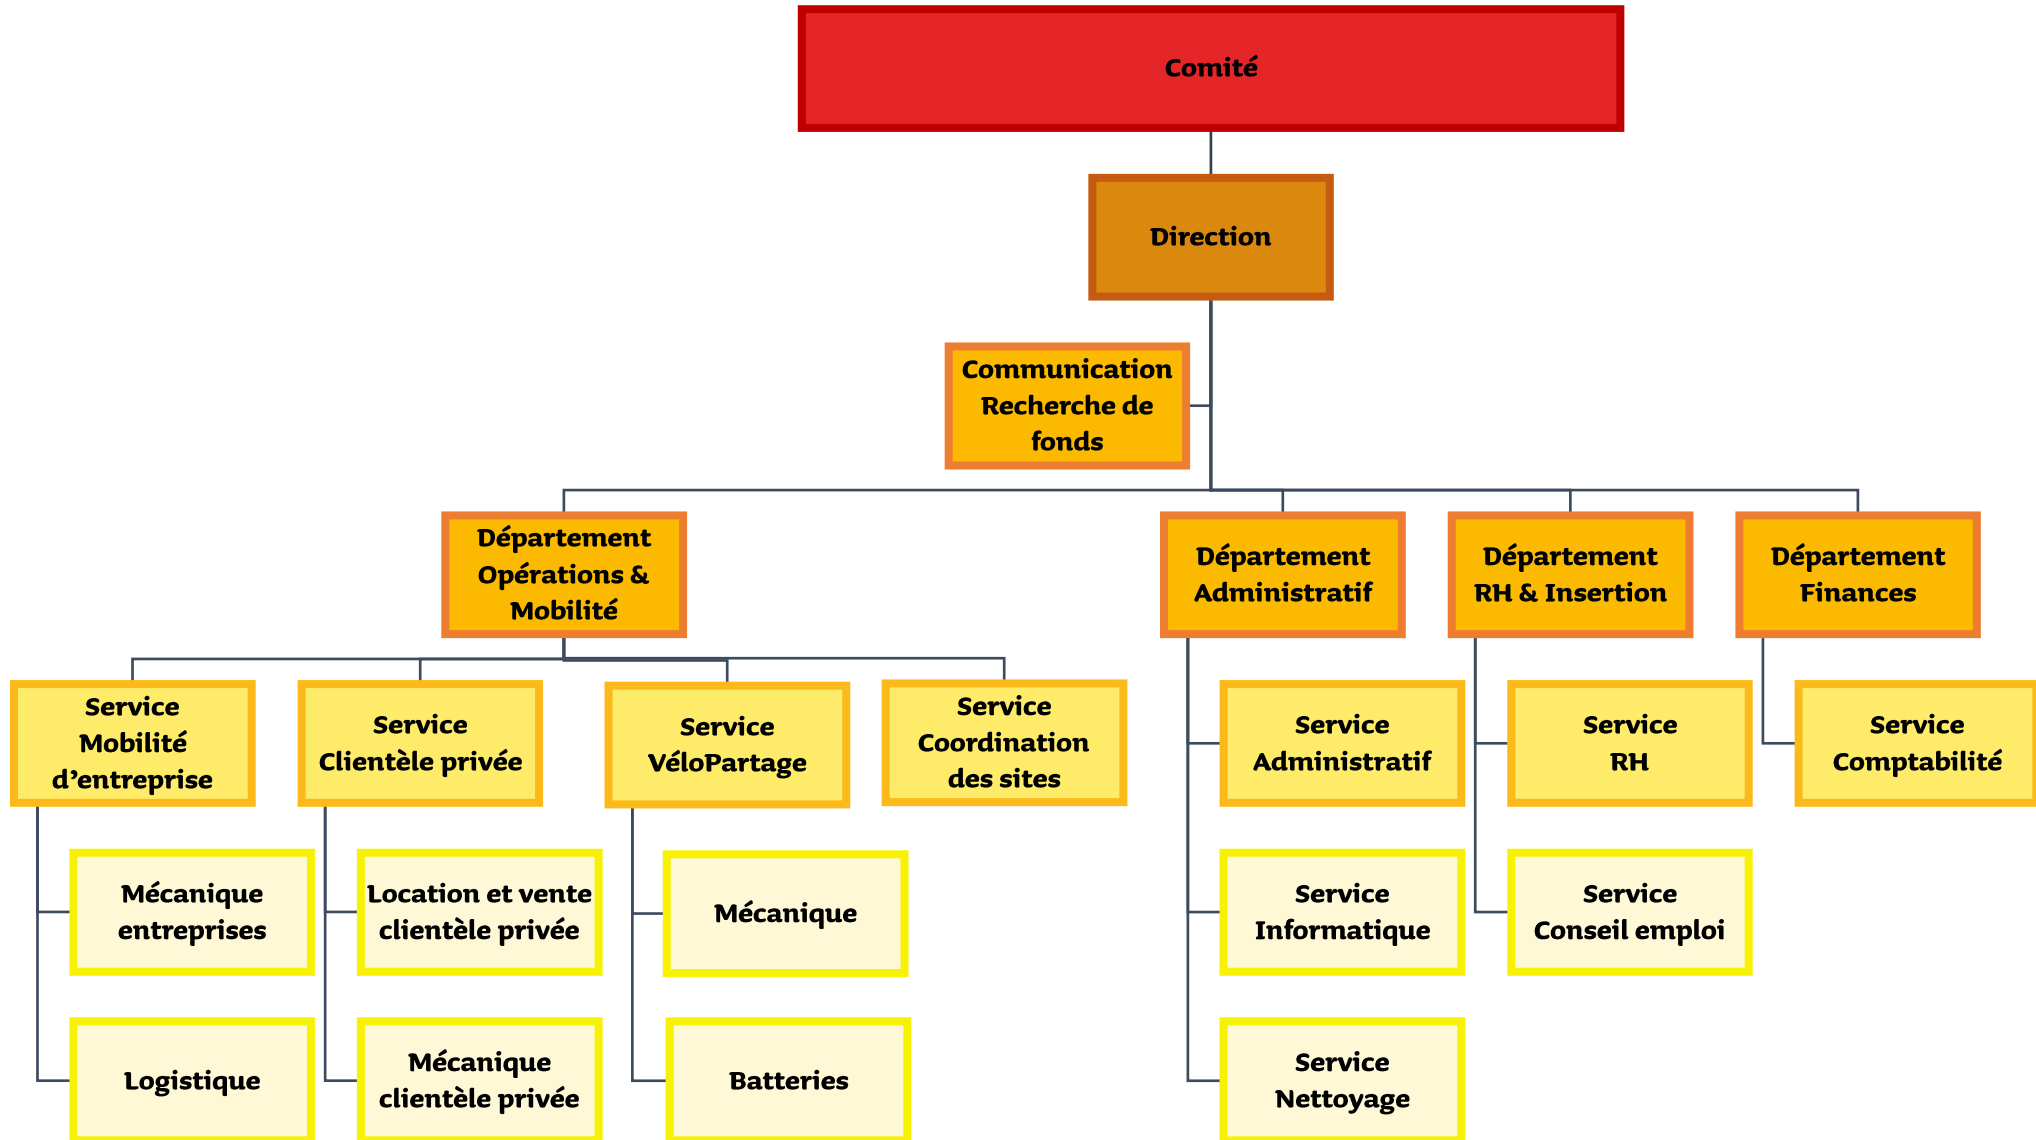 Comité
Direction
Communication
Recherche de
fonds
Département
Opérations &
Mobilité
Département
Administratif
Département
RH & Insertion
Département
Finances
Service
Mobilité
d’entreprise
Service
Clientèle privée
Service
VéloPartage
Service
Coordination
des sites
Service
Administratif
Service
RH
Service
Comptabilité
Mécanique
entreprises
Location et vente
clientèle privée
Mécanique
Service
Informatique
Service
Conseil emploi
Logistique
Mécanique
clientèle privée
Batteries
Service
Nettoyage